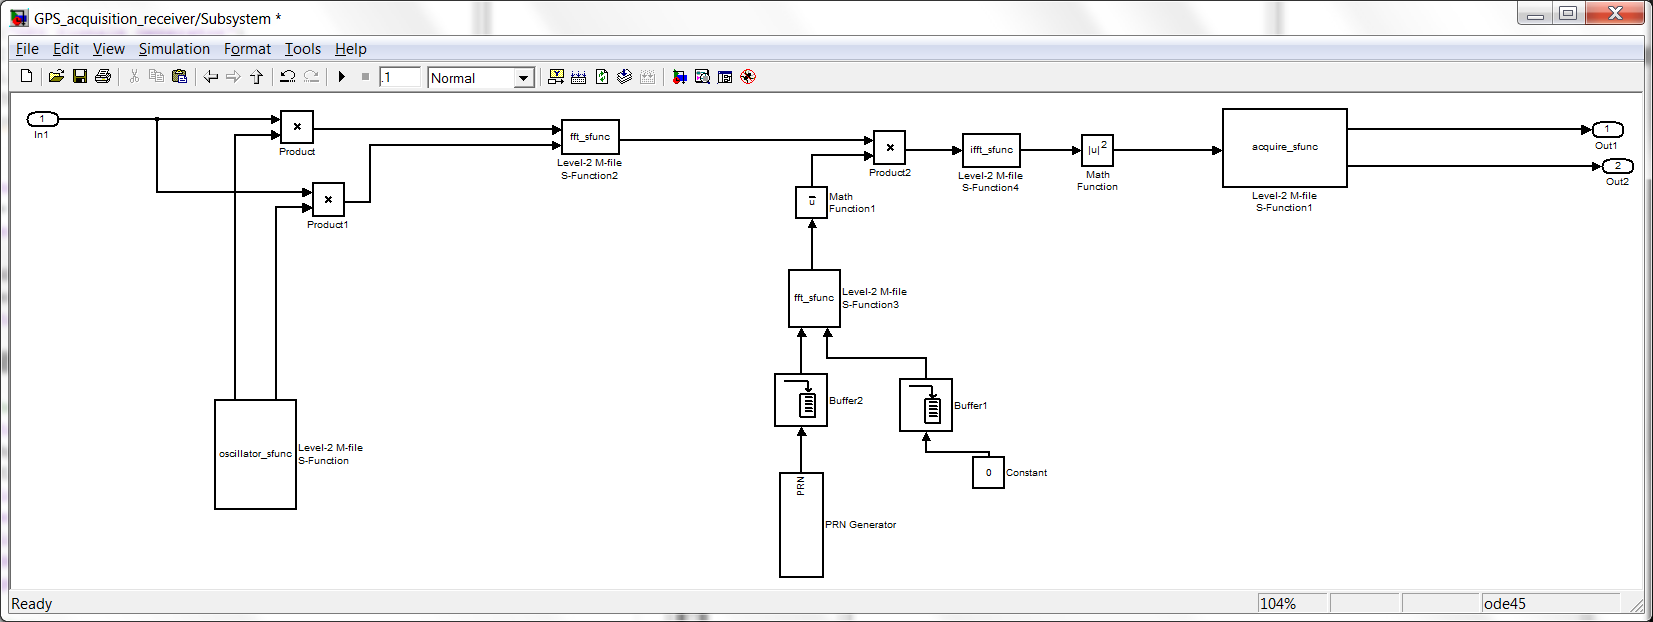 GPS_acquisition_receiver/Subsystem *
File Edit View Simulation Format Tools Help
.1
Normal
1
In1
×
Product
×
Product1
fft_sfunc
Level-2 M-file
S-Function2
×
Product2
ifft_sfunc
Level-2 M-file
S-Function4
|u|²
Math
Function
acquire_sfunc
Level-2 M-file
S-Function1
1
Out1
2
Out2
u̅
Math
Function1
fft_sfunc
Level-2 M-file
S-Function3
Buffer2
Buffer1
oscillator_sfunc
Level-2 M-file
S-Function
0
Constant
PRN
PRN Generator
Ready
104%
ode45